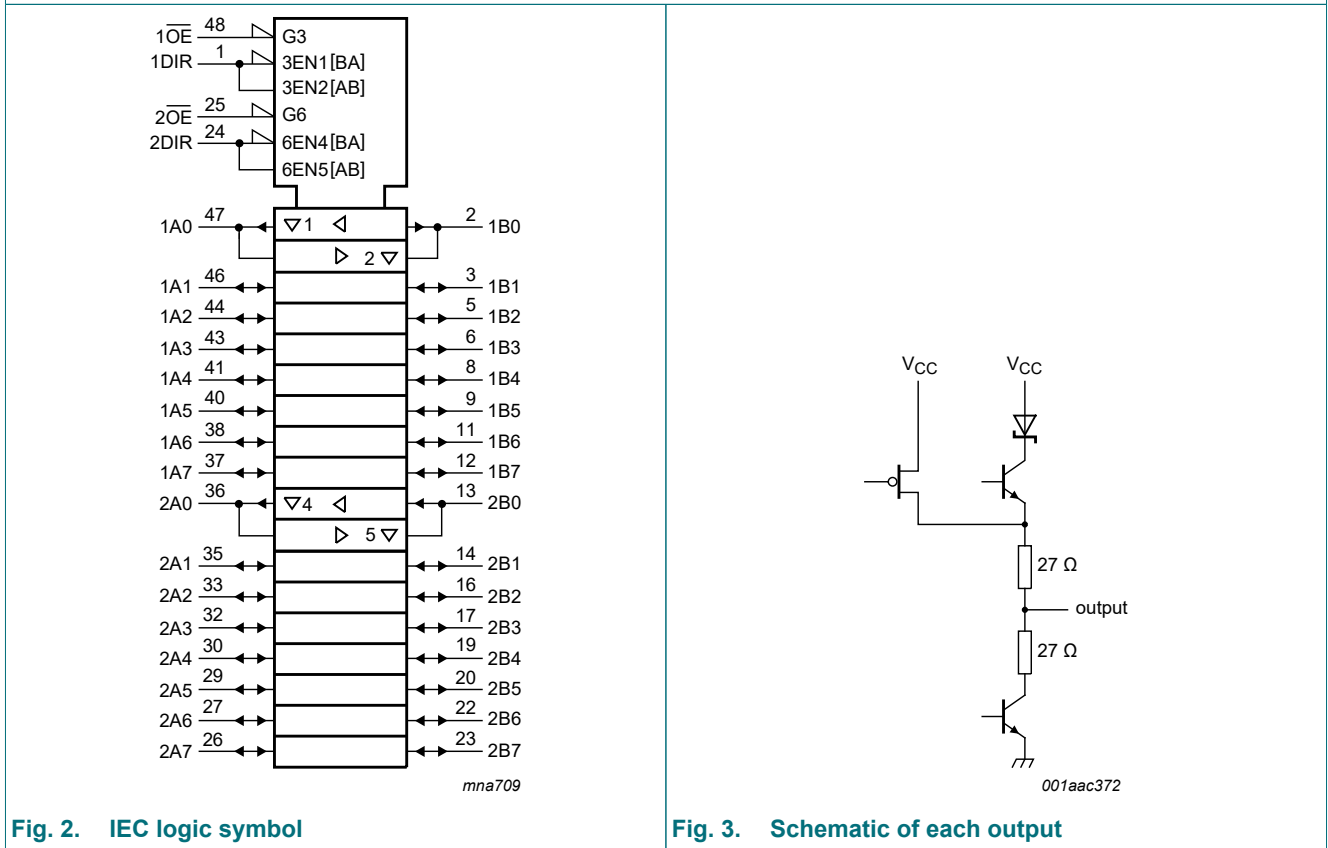 1OE 48 G3
1DIR 1 3EN1[BA]
3EN2[AB]
2OE 25 G6
2DIR 24 6EN4[BA]
6EN5[AB]
1A0 47 1 2 1B0
2
1A1 46 3 1B1
1A2 44 5 1B2
1A3 43 6 1B3
1A4 41 8 1B4
1A5 40 9 1B5
1A6 38 11 1B6
1A7 37 12 1B7
2A0 36 4 13 2B0
5
2A1 35 14 2B1
2A2 33 16 2B2
2A3 32 17 2B3
2A4 30 19 2B4
2A5 29 20 2B5
2A6 27 22 2B6
2A7 26 23 2B7
mna709
Fig. 2. IEC logic symbol
VCC VCC
27 Ω
output
27 Ω
001aac372
Fig. 3. Schematic of each output